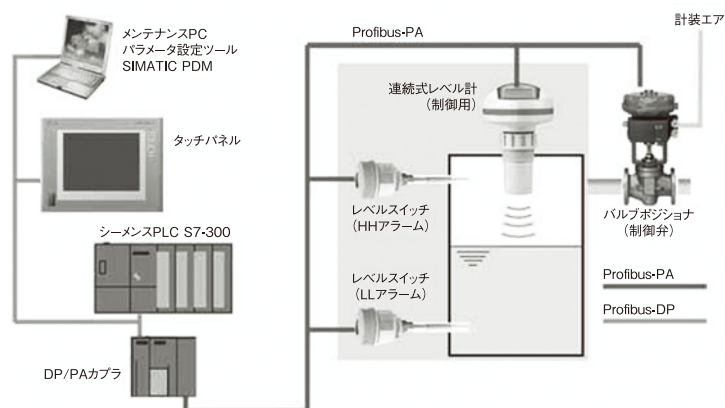 メンテナンスPC
パラメータ設定ツール
SIMATIC PDM
タッチパネル
シーメンスPLC S7-300
DP/PAカプラ
Profibus-PA
計装エア
連続式レベル計
(制御用)
レベルスイッチ
(HHアラーム)
バルブポジショナ
(制御弁)
レベルスイッチ
(LLアラーム)
Profibus-PA
Profibus-DP